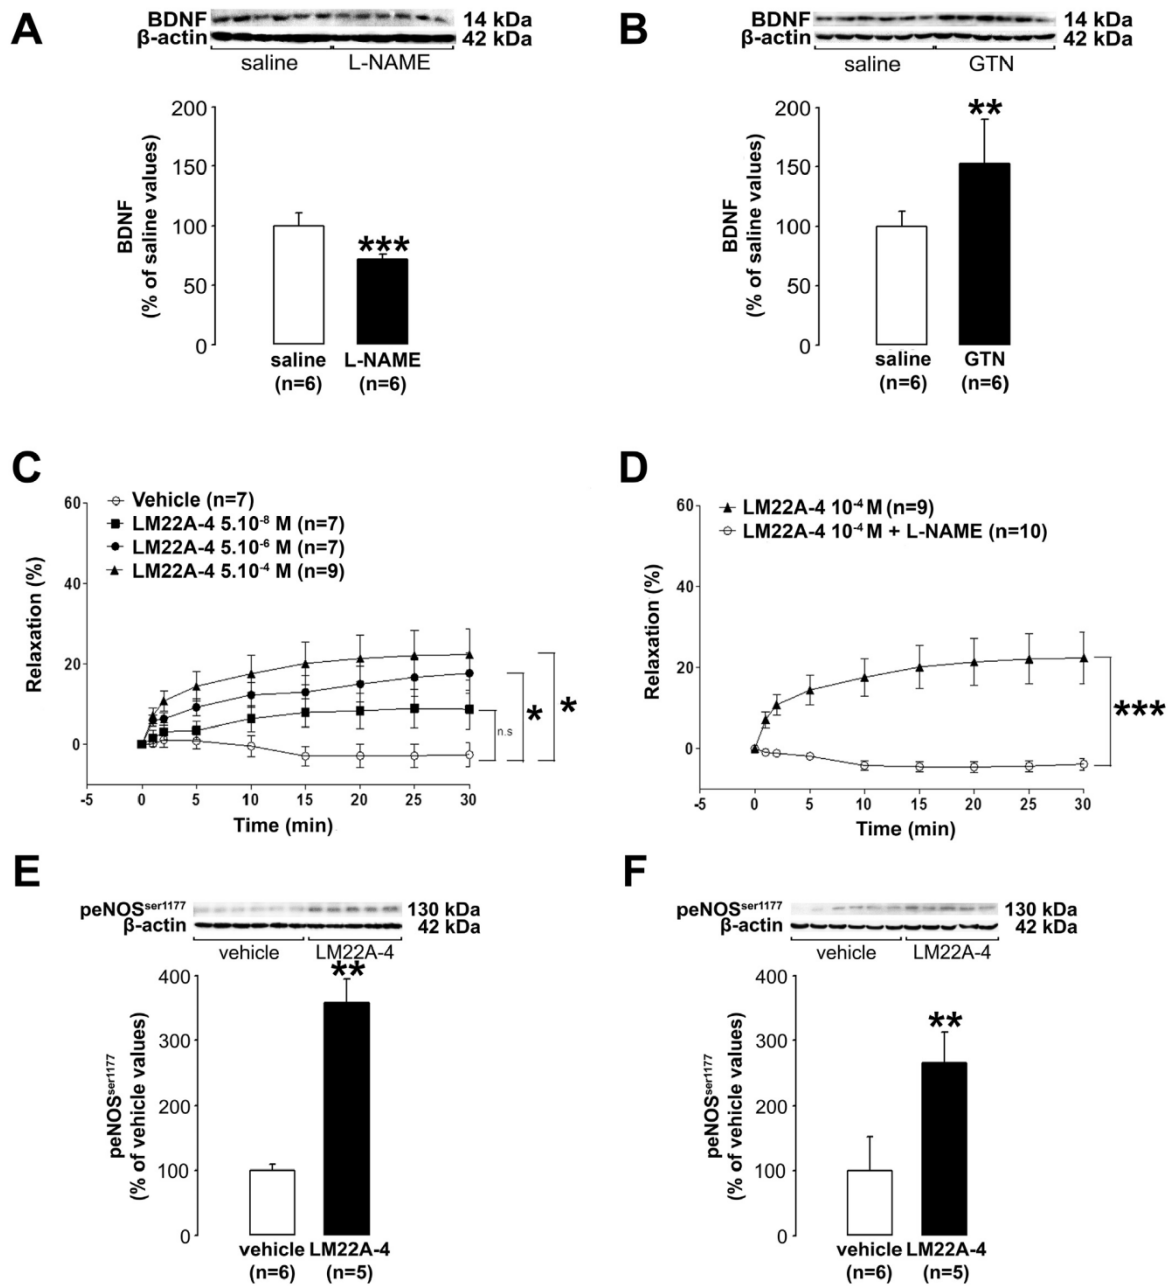 A
BDNF 14 kDa
β-actin 42 kDa
saline L-NAME
BDNF
(% of saline values)
200
150
100
50
0
***
saline L-NAME
(n=6) (n=6)
B
BDNF 14 kDa
β-actin 42 kDa
saline GTN
BDNF
(% of saline values)
200
150
100
50
0
**
saline GTN
(n=6) (n=6)
C
Relaxation (%)
60
40
20
0
Vehicle (n=7)
LM22A-4 5.10⁻⁸ M (n=7)
LM22A-4 5.10⁻⁶ M (n=7)
LM22A-4 5.10⁻⁴ M (n=9)
n.s * *
-5 0 5 10 15 20 25 30
Time (min)
D
Relaxation (%)
60
40
20
0
LM22A-4 10⁻⁴ M (n=9)
LM22A-4 10⁻⁴ M + L-NAME (n=10)
***
-5 0 5 10 15 20 25 30
Time (min)
E
peNOSˢᵉʳ¹¹⁷⁷ 130 kDa
β-actin 42 kDa
vehicle LM22A-4
peNOSˢᵉʳ¹¹⁷⁷
(% of vehicle values)
400
300
200
100
0
**
vehicle LM22A-4
(n=6) (n=5)
F
peNOSˢᵉʳ¹¹⁷⁷ 130 kDa
β-actin 42 kDa
vehicle LM22A-4
peNOSˢᵉʳ¹¹⁷⁷
(% of vehicle values)
400
300
200
100
0
**
vehicle LM22A-4
(n=6) (n=5)